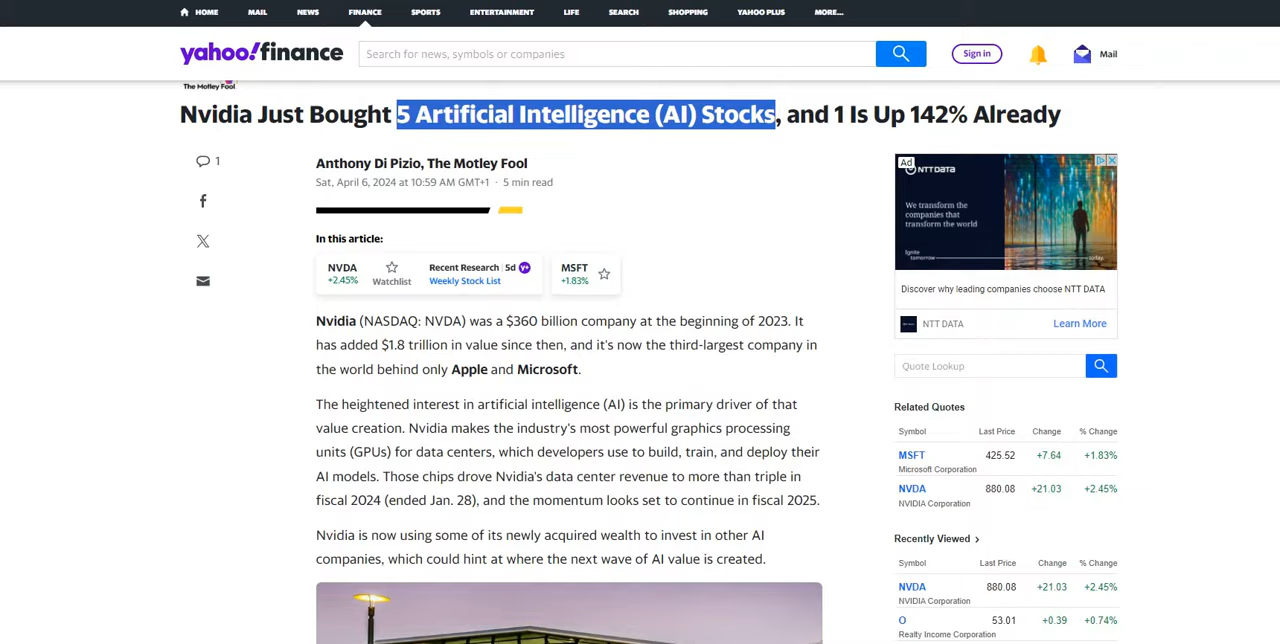 HOME MAIL NEWS FINANCE SPORTS ENTERTAINMENT LIFE SEARCH SHOPPING YAHOO PLUS MORE...
yahoo!finance Search for news, symbols or companies Sign in Mail
The Motley Fool
Nvidia Just Bought 5 Artificial Intelligence (AI) Stocks, and 1 Is Up 142% Already
1
Anthony Di Pizio, The Motley Fool
Sat, April 6, 2024 at 10:59 AM GMT+1 · 5 min read
In this article:
NVDA Recent Research | 5d Y+ MSFT
+2.45% Watchlist Weekly Stock List +1.83%
Nvidia (NASDAQ: NVDA) was a $360 billion company at the beginning of 2023. It
has added $1.8 trillion in value since then, and it's now the third-largest company in
the world behind only Apple and Microsoft.
The heightened interest in artificial intelligence (AI) is the primary driver of that
value creation. Nvidia makes the industry's most powerful graphics processing
units (GPUs) for data centers, which developers use to build, train, and deploy their
AI models. Those chips drove Nvidia's data center revenue to more than triple in
fiscal 2024 (ended Jan. 28), and the momentum looks set to continue in fiscal 2025.
Nvidia is now using some of its newly acquired wealth to invest in other AI
companies, which could hint at where the next wave of AI value is created.
Ad
NTT DATA
We transform the
companies that
transform the world
Ignite
tomorrow
today.
Discover why leading companies choose NTT DATA
NTT DATA Learn More
Quote Lookup
Related Quotes
Symbol Last Price Change % Change
MSFT 425.52 +7.64 +1.83%
Microsoft Corporation
NVDA 880.08 +21.03 +2.45%
NVIDIA Corporation
Recently Viewed >
Symbol Last Price Change % Change
NVDA 880.08 +21.03 +2.45%
NVIDIA Corporation
O 53.01 +0.39 +0.74%
Realty Income Corporation